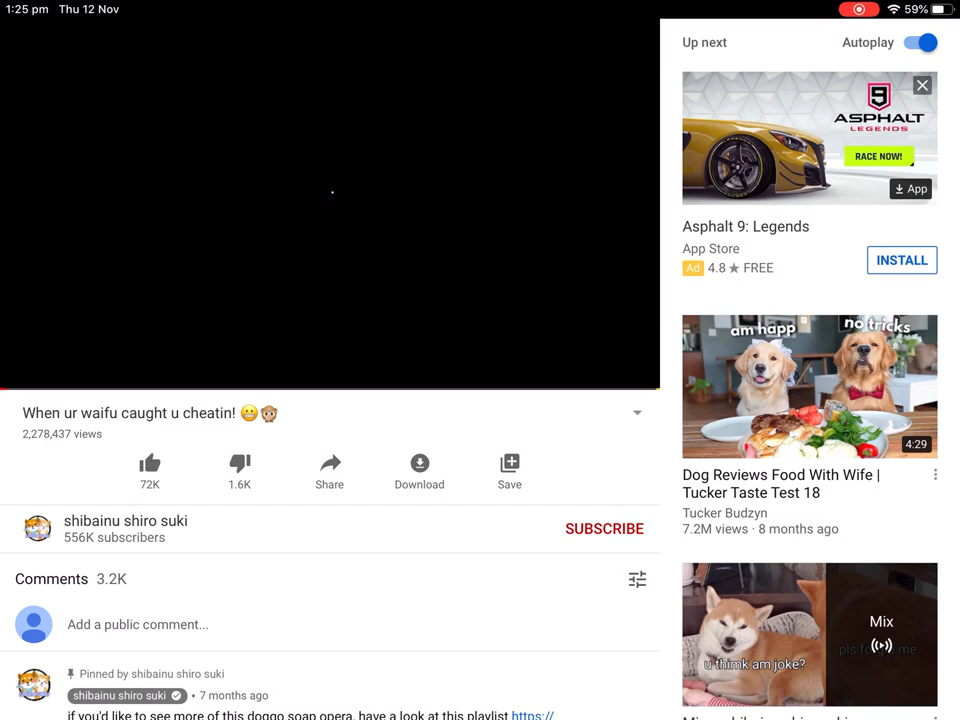 1:25 pm Thu 12 Nov
59%
Up next
Autoplay
9
ASPHALT
LEGENDS
RACE NOW!
App
Asphalt 9: Legends
App Store
Ad 4.8 ★ FREE
INSTALL
am happ
no tricks
4:29
Dog Reviews Food With Wife |
Tucker Taste Test 18
Tucker Budzyn
7.2M views · 8 months ago
u think am joke?
Mix
When ur waifu caught u cheatin! 😬🙊
2,278,437 views
72K
1.6K
Share
Download
Save
shibainu shiro suki
556K subscribers
SUBSCRIBE
Comments 3.2K
Add a public comment...
Pinned by shibainu shiro suki
shibainu shiro suki • 7 months ago
if you'd like to see more of this doggo soap opera, have a look at this playlist https://